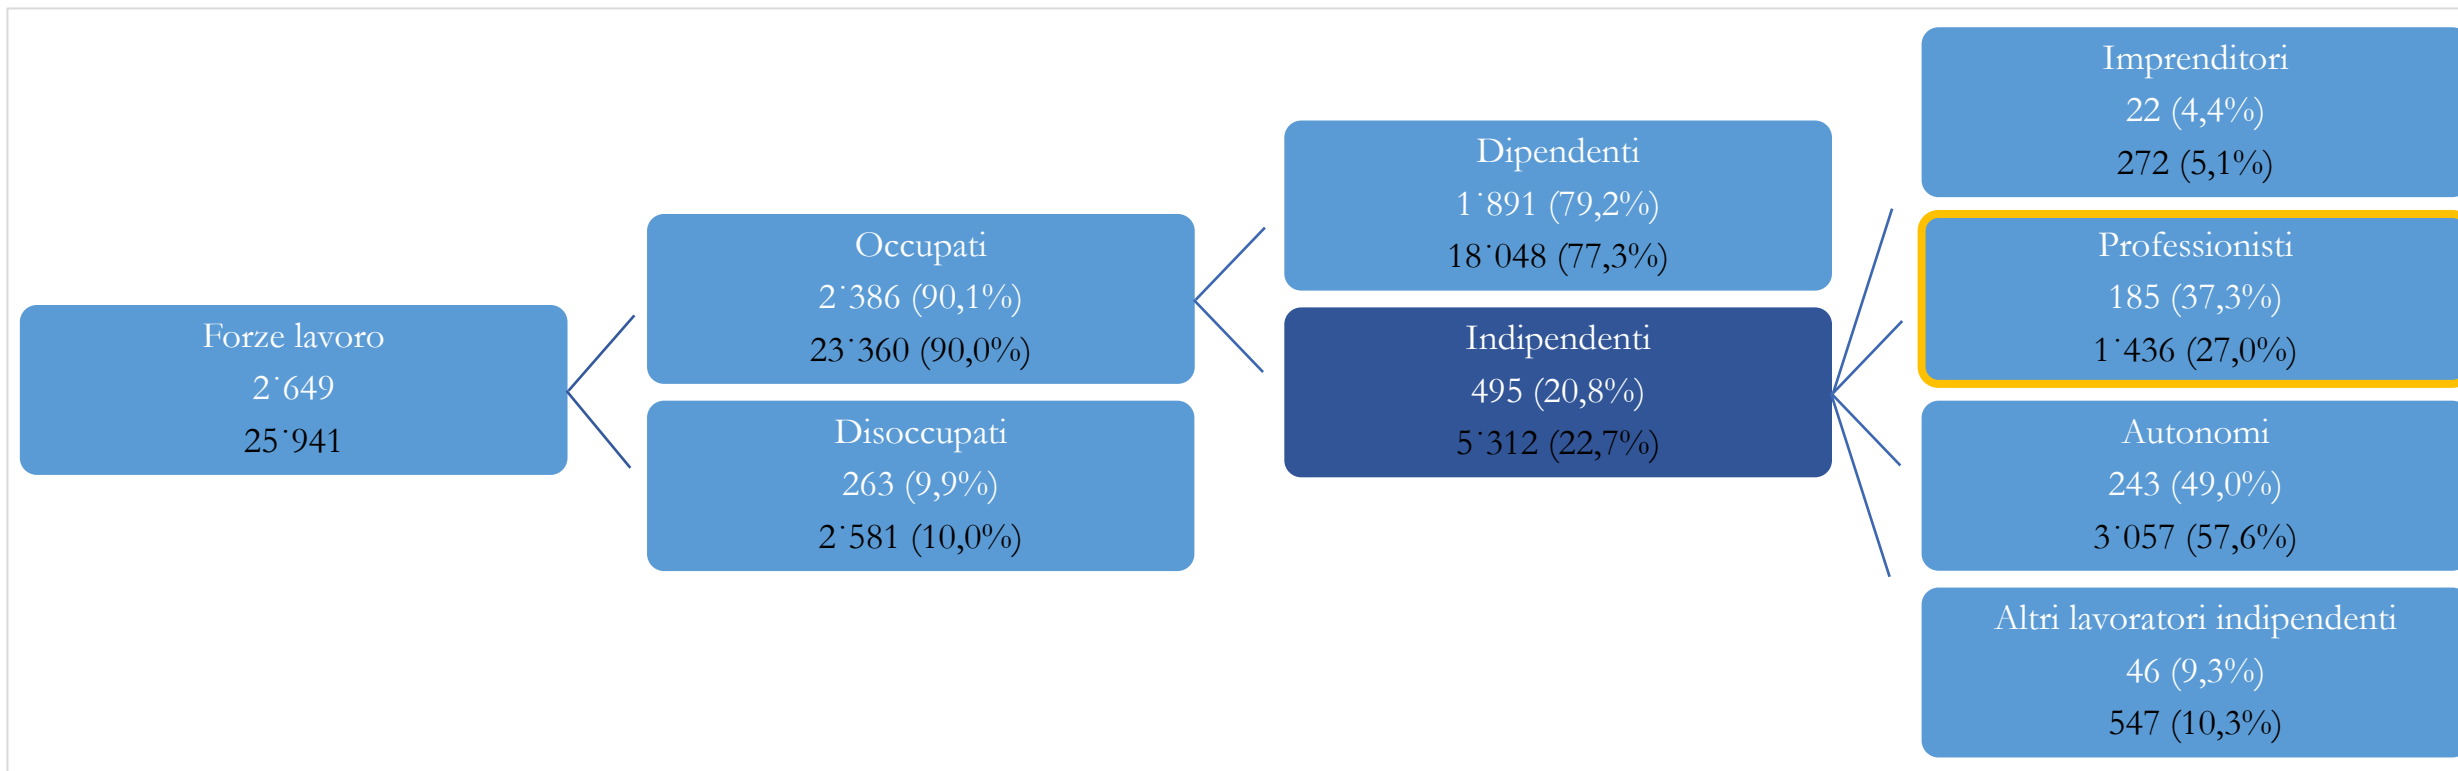 Forze lavoro
2˙649
25˙941
Occupati
2˙386 (90,1%)
23˙360 (90,0%)
Disoccupati
263 (9,9%)
2˙581 (10,0%)
Dipendenti
1˙891 (79,2%)
18˙048 (77,3%)
Indipendenti
495 (20,8%)
5˙312 (22,7%)
Imprenditori
22 (4,4%)
272 (5,1%)
Professionisti
185 (37,3%)
1˙436 (27,0%)
Autonomi
243 (49,0%)
3˙057 (57,6%)
Altri lavoratori indipendenti
46 (9,3%)
547 (10,3%)